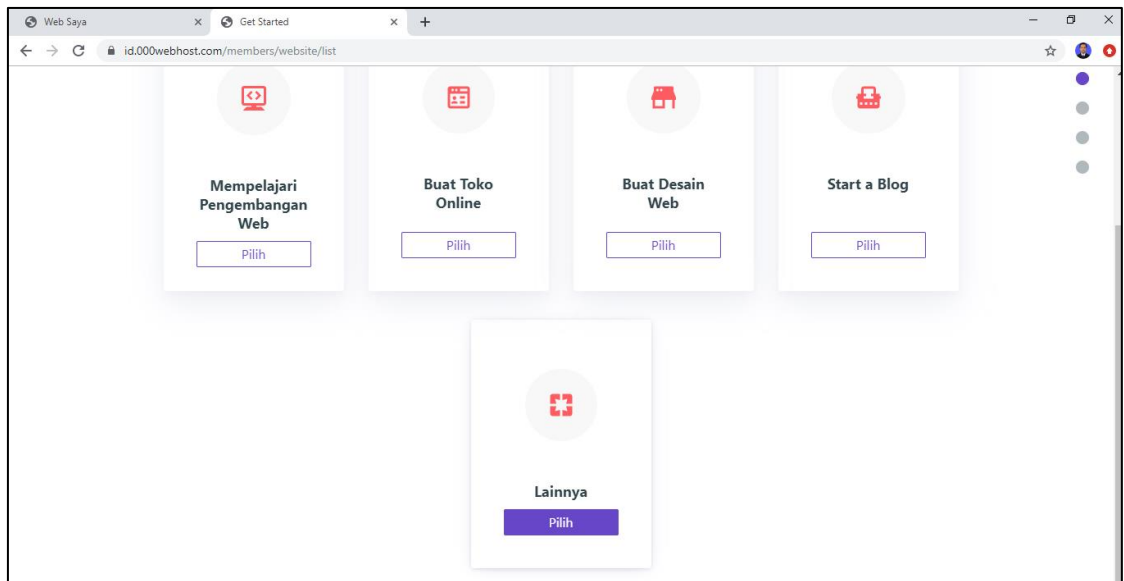 Web Saya
Get Started
id.000webhost.com/members/website/list
Mempelajari
Pengembangan
Web
Pilih
Buat Toko
Online
Pilih
Buat Desain
Web
Pilih
Start a Blog
Pilih
Lainnya
Pilih